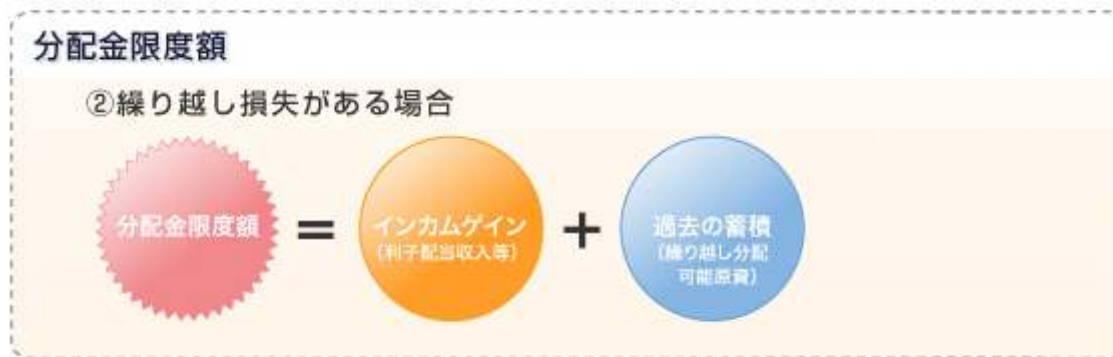 分配金限度額
②繰り越し損失がある場合
分配金限度額
=
インカムゲイン
(利子配当収入等)
+
過去の蓄積
(繰り越し分配
可能原資)